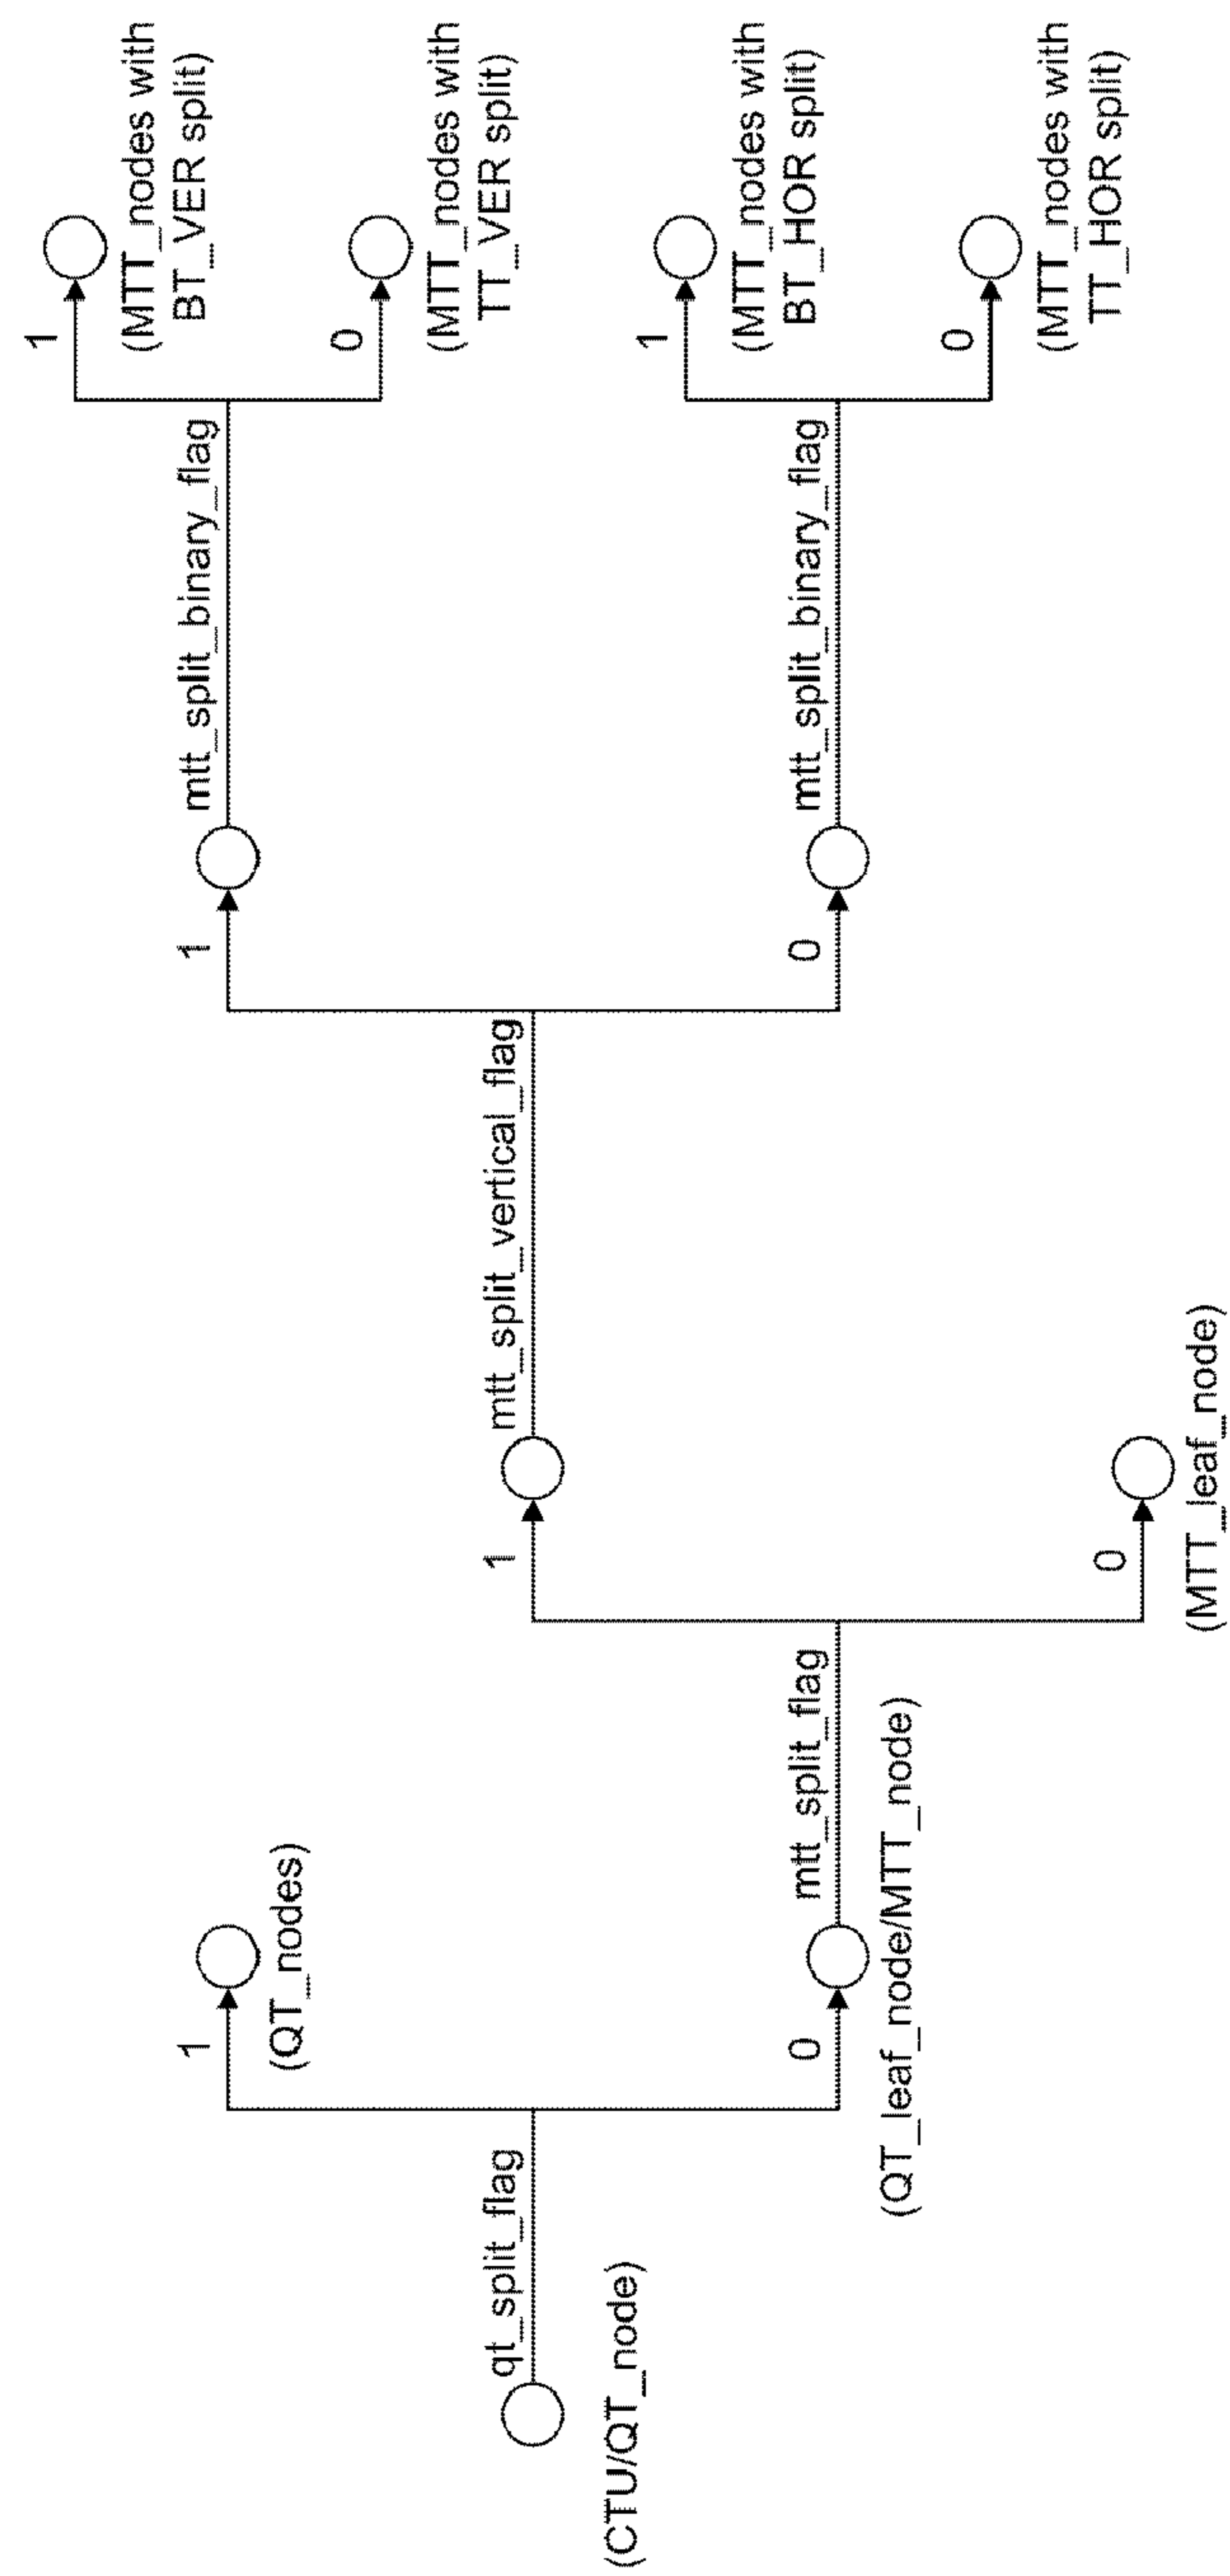 qt_split_flag
(CTU/QT_node)
1
(QT_nodes)
0
(QT_leaf_node/MTT_node)
mtt_split_flag
1
0
(MTT_leaf_node)
mtt_split_vertical_flag
1
mtt_split_binary_flag
0
mtt_split_binary_flag
1
(MTT_nodes with
BT_VER split)
0
(MTT_nodes with
TT_VER split)
1
(MTT_nodes with
BT_HOR split)
0
(MTT_nodes with
TT_HOR split)